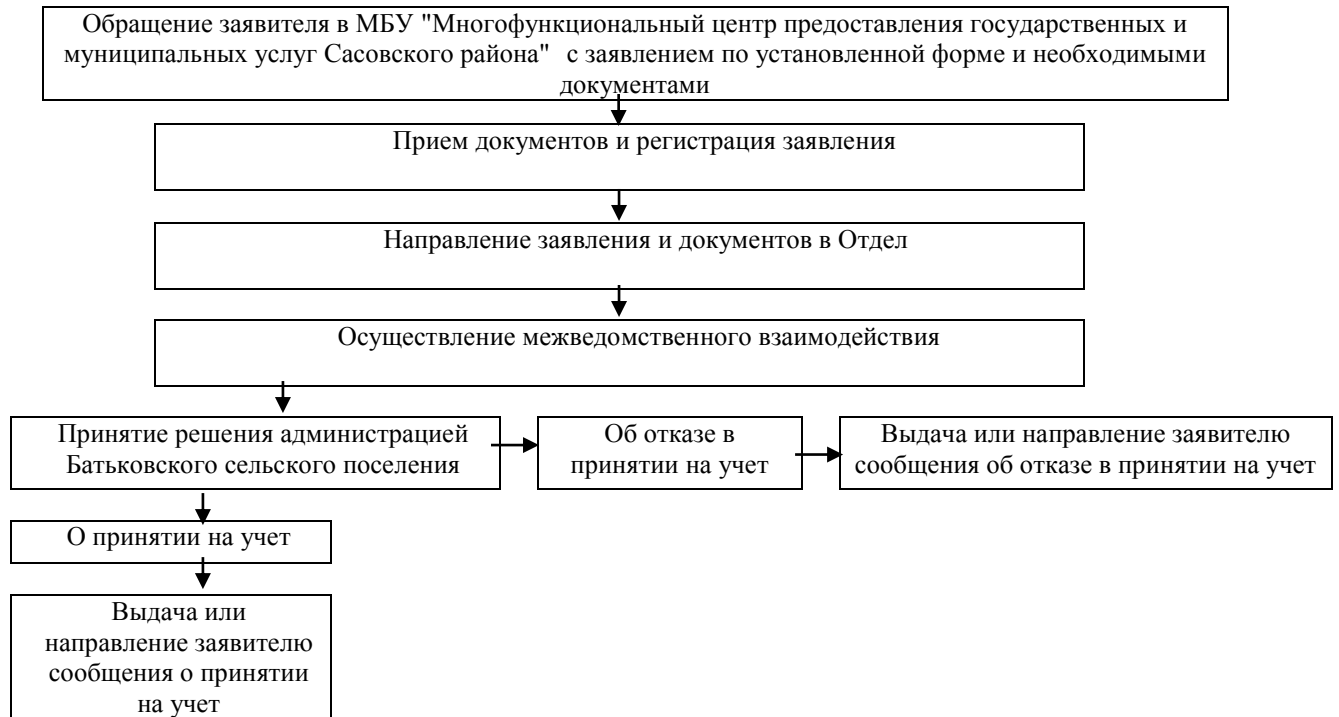 Обращение заявителя в МБУ "Многофункциональный центр предоставления государственных и
муниципальных услуг Сасовского района" с заявлением по установленной форме и необходимыми
документами
Прием документов и регистрация заявления
Направление заявления и документов в Отдел
Осуществление межведомственного взаимодействия
Принятие решения администрацией
Батьковского сельского поселения
Об отказе в
принятии на учет
Выдача или направление заявителю
сообщения об отказе в принятии на учет
О принятии на учет
Выдача или
направление заявителю
сообщения о принятии
на учет